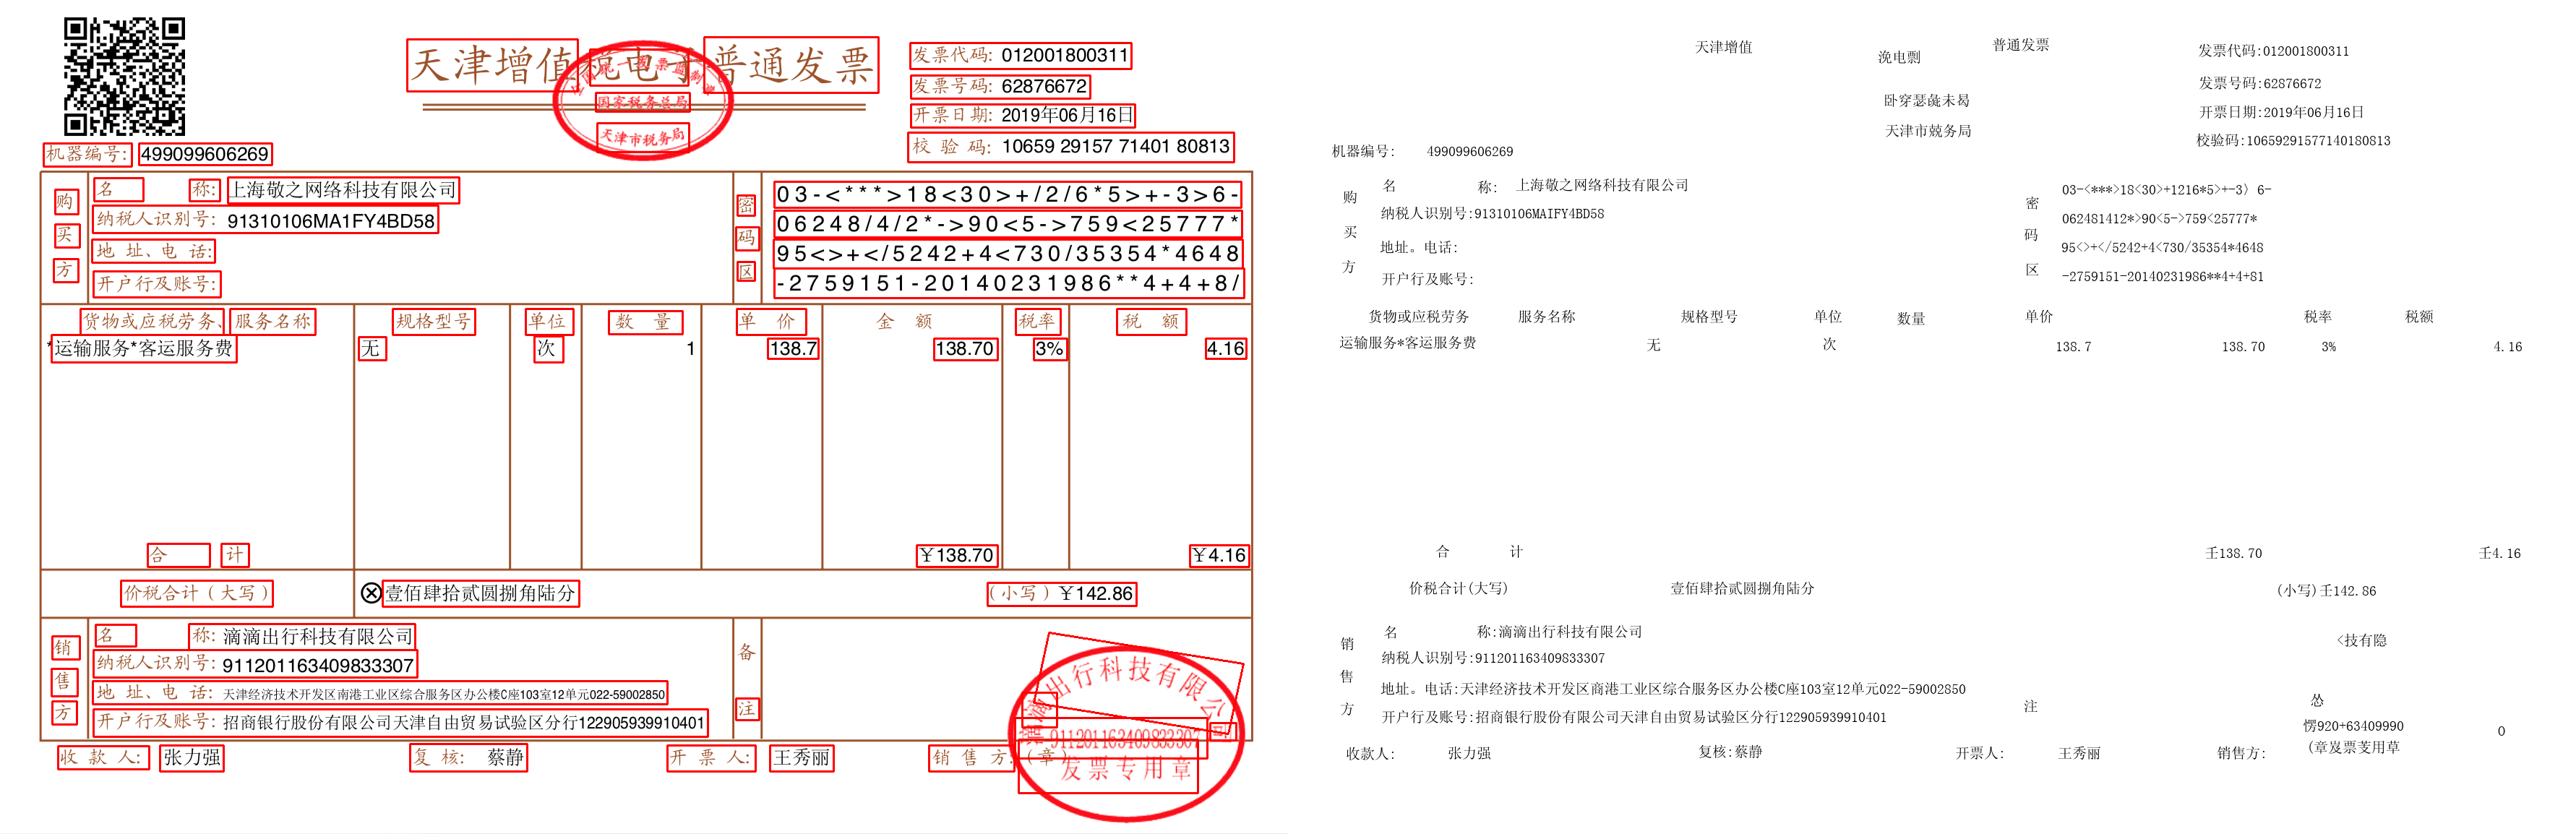 天津增值税电子普通发票
全国统一发票监制章
国家税务总局
天津市税务局
发票代码: 012001800311
发票号码: 62876672
开票日期: 2019年06月16日
校 验 码: 10659 29157 71401 80813
机器编号: 499099606269
购买方
名 称: 上海敬之网络科技有限公司
纳税人识别号: 91310106MA1FY4BD58
地 址、电 话:
开户行及账号:
密码区
03-<***>18<30>+/2/6*5>+-3>6-
06248/4/2*->90<5->759<25777*
95<>+</5242+4<730/35354*4648
-2759151-20140231986**4+4+8/
货物或应税劳务、服务名称 规格型号 单位 数 量 单 价 金 额 税率 税 额
*运输服务*客运服务费 无 次 1 138.7 138.70 3% 4.16
合 计 ￥138.70 ￥4.16
价税合计（大写） ⊗壹佰肆拾贰圆捌角陆分 （小写）￥142.86
销售方
名 称: 滴滴出行科技有限公司
纳税人识别号: 911201163409833307
地 址、电 话: 天津经济技术开发区南港工业区综合服务区办公楼C座103室12单元022-59002850
开户行及账号: 招商银行股份有限公司天津自由贸易试验区分行122905939910401
备注
滴滴出行科技有限公司
911201163409833307
发票专用章
收 款 人: 张力强 复 核: 蔡静 开 票 人: 王秀丽 销 售 方:（章）
天津增值 浼电剽 普通发票
卧穿瑟毚未曷
天津市兢务局
发票代码:012001800311
发票号码:62876672
开票日期:2019年06月16日
校验码:10659291577140180813
机器编号: 499099606269
购买方
名 称: 上海敬之网络科技有限公司
纳税人识别号:91310106MAIFY4BD58
地址。电话:
开户行及账号:
密码区
03-<***>18<30>+1216*5>+-3〉6-
062481412*>90<5->759<25777*
95<>+</5242+4<730/35354*4648
-2759151-20140231986**4+4+81
货物或应税劳务 服务名称 规格型号 单位 数量 单价 税率 税额
运输服务*客运服务费 无 次 138.7 138.70 3% 4.16
合 计 壬138.70 壬4.16
价税合计(大写) 壹佰肆拾贰圆捌角陆分 (小写)壬142.86
销售方
名 称:滴滴出行科技有限公司
纳税人识别号:911201163409833307
地址。电话:天津经济技术开发区商港工业区综合服务区办公楼C座103室12单元022-59002850
开户行及账号:招商银行股份有限公司天津自由贸易试验区分行122905939910401
注
<技有隐
怂
愣920+63409990
0
收款人: 张力强 复核:蔡静 开票人: 王秀丽 销售方: (章岌票芰用草